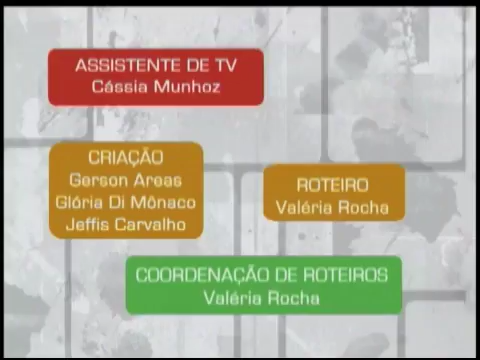 ASSISTENTE DE TV
Cássia Munhoz
CRIAÇÃO
Gerson Areas
Glória Di Mônaco
Jeffis Carvalho
ROTEIRO
Valéria Rocha
COORDENAÇÃO DE ROTEIROS
Valéria Rocha